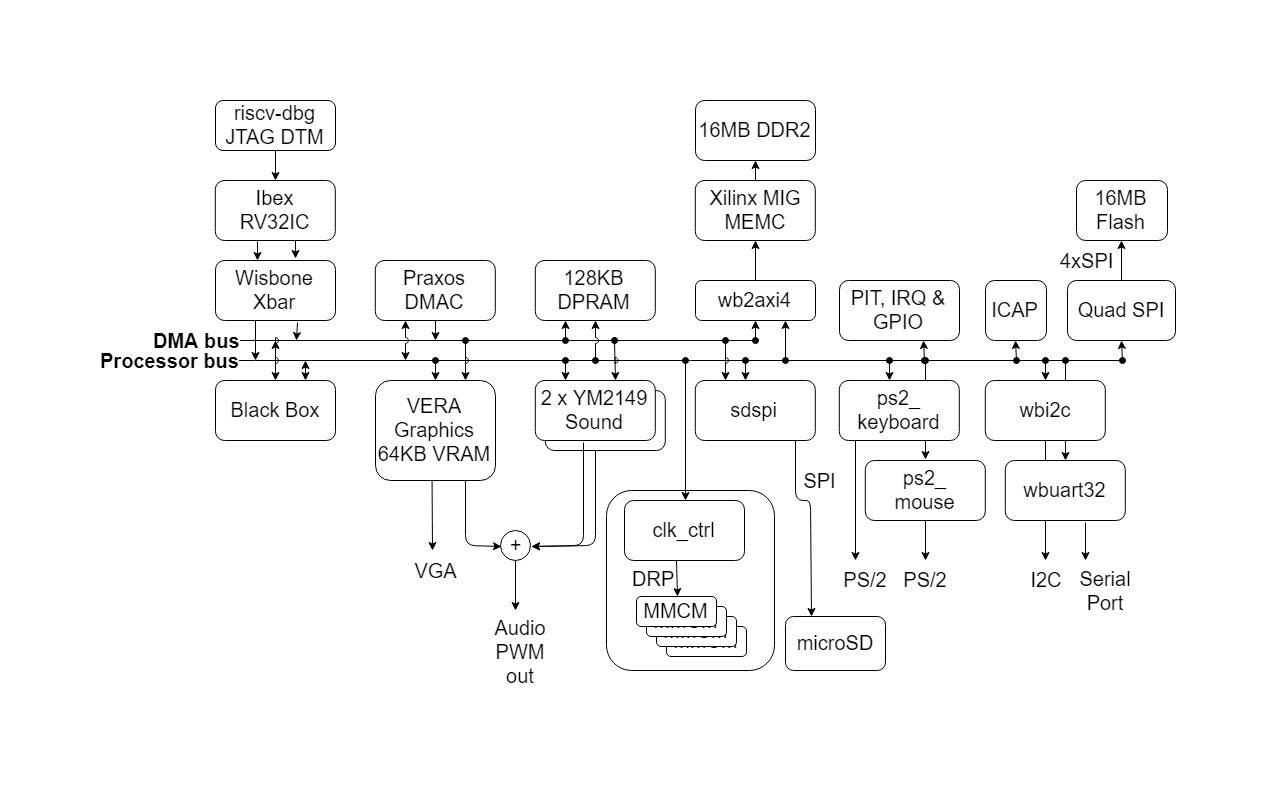 riscv-dbg
JTAG DTM
16MB DDR2
Ibex
RV32IC
Xilinx MIG
MEMC
16MB
Flash
4xSPI
Wisbone
Xbar
Praxos
DMAC
128KB
DPRAM
wb2axi4
PIT, IRQ &
GPIO
ICAP
Quad SPI
DMA bus
Processor bus
Black Box
VERA
Graphics
64KB VRAM
2 x YM2149
Sound
sdspi
ps2_
keyboard
wbi2c
SPI
ps2_
mouse
wbuart32
clk_ctrl
+
VGA
DRP
PS/2
PS/2
I2C
Serial
Port
MMCM
Audio
PWM
out
microSD